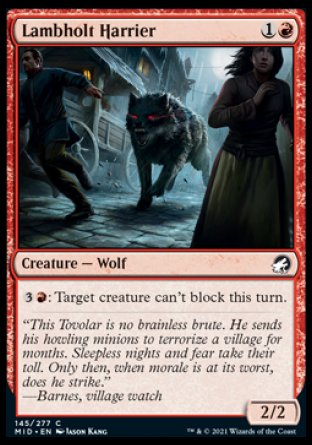 Lambholt Harrier 1
Creature — Wolf
3 : Target creature can't block this turn.
“This Tovolar is no brainless brute. He sends
his howling minions to terrorize a village for
months. Sleepless nights and fear take their
toll. Only then, when morale is at its worst,
does he strike.”
—Barnes, village watch
2/2
145/277 C
MID • EN Jason Kang
™ & © 2021 Wizards of the Coast